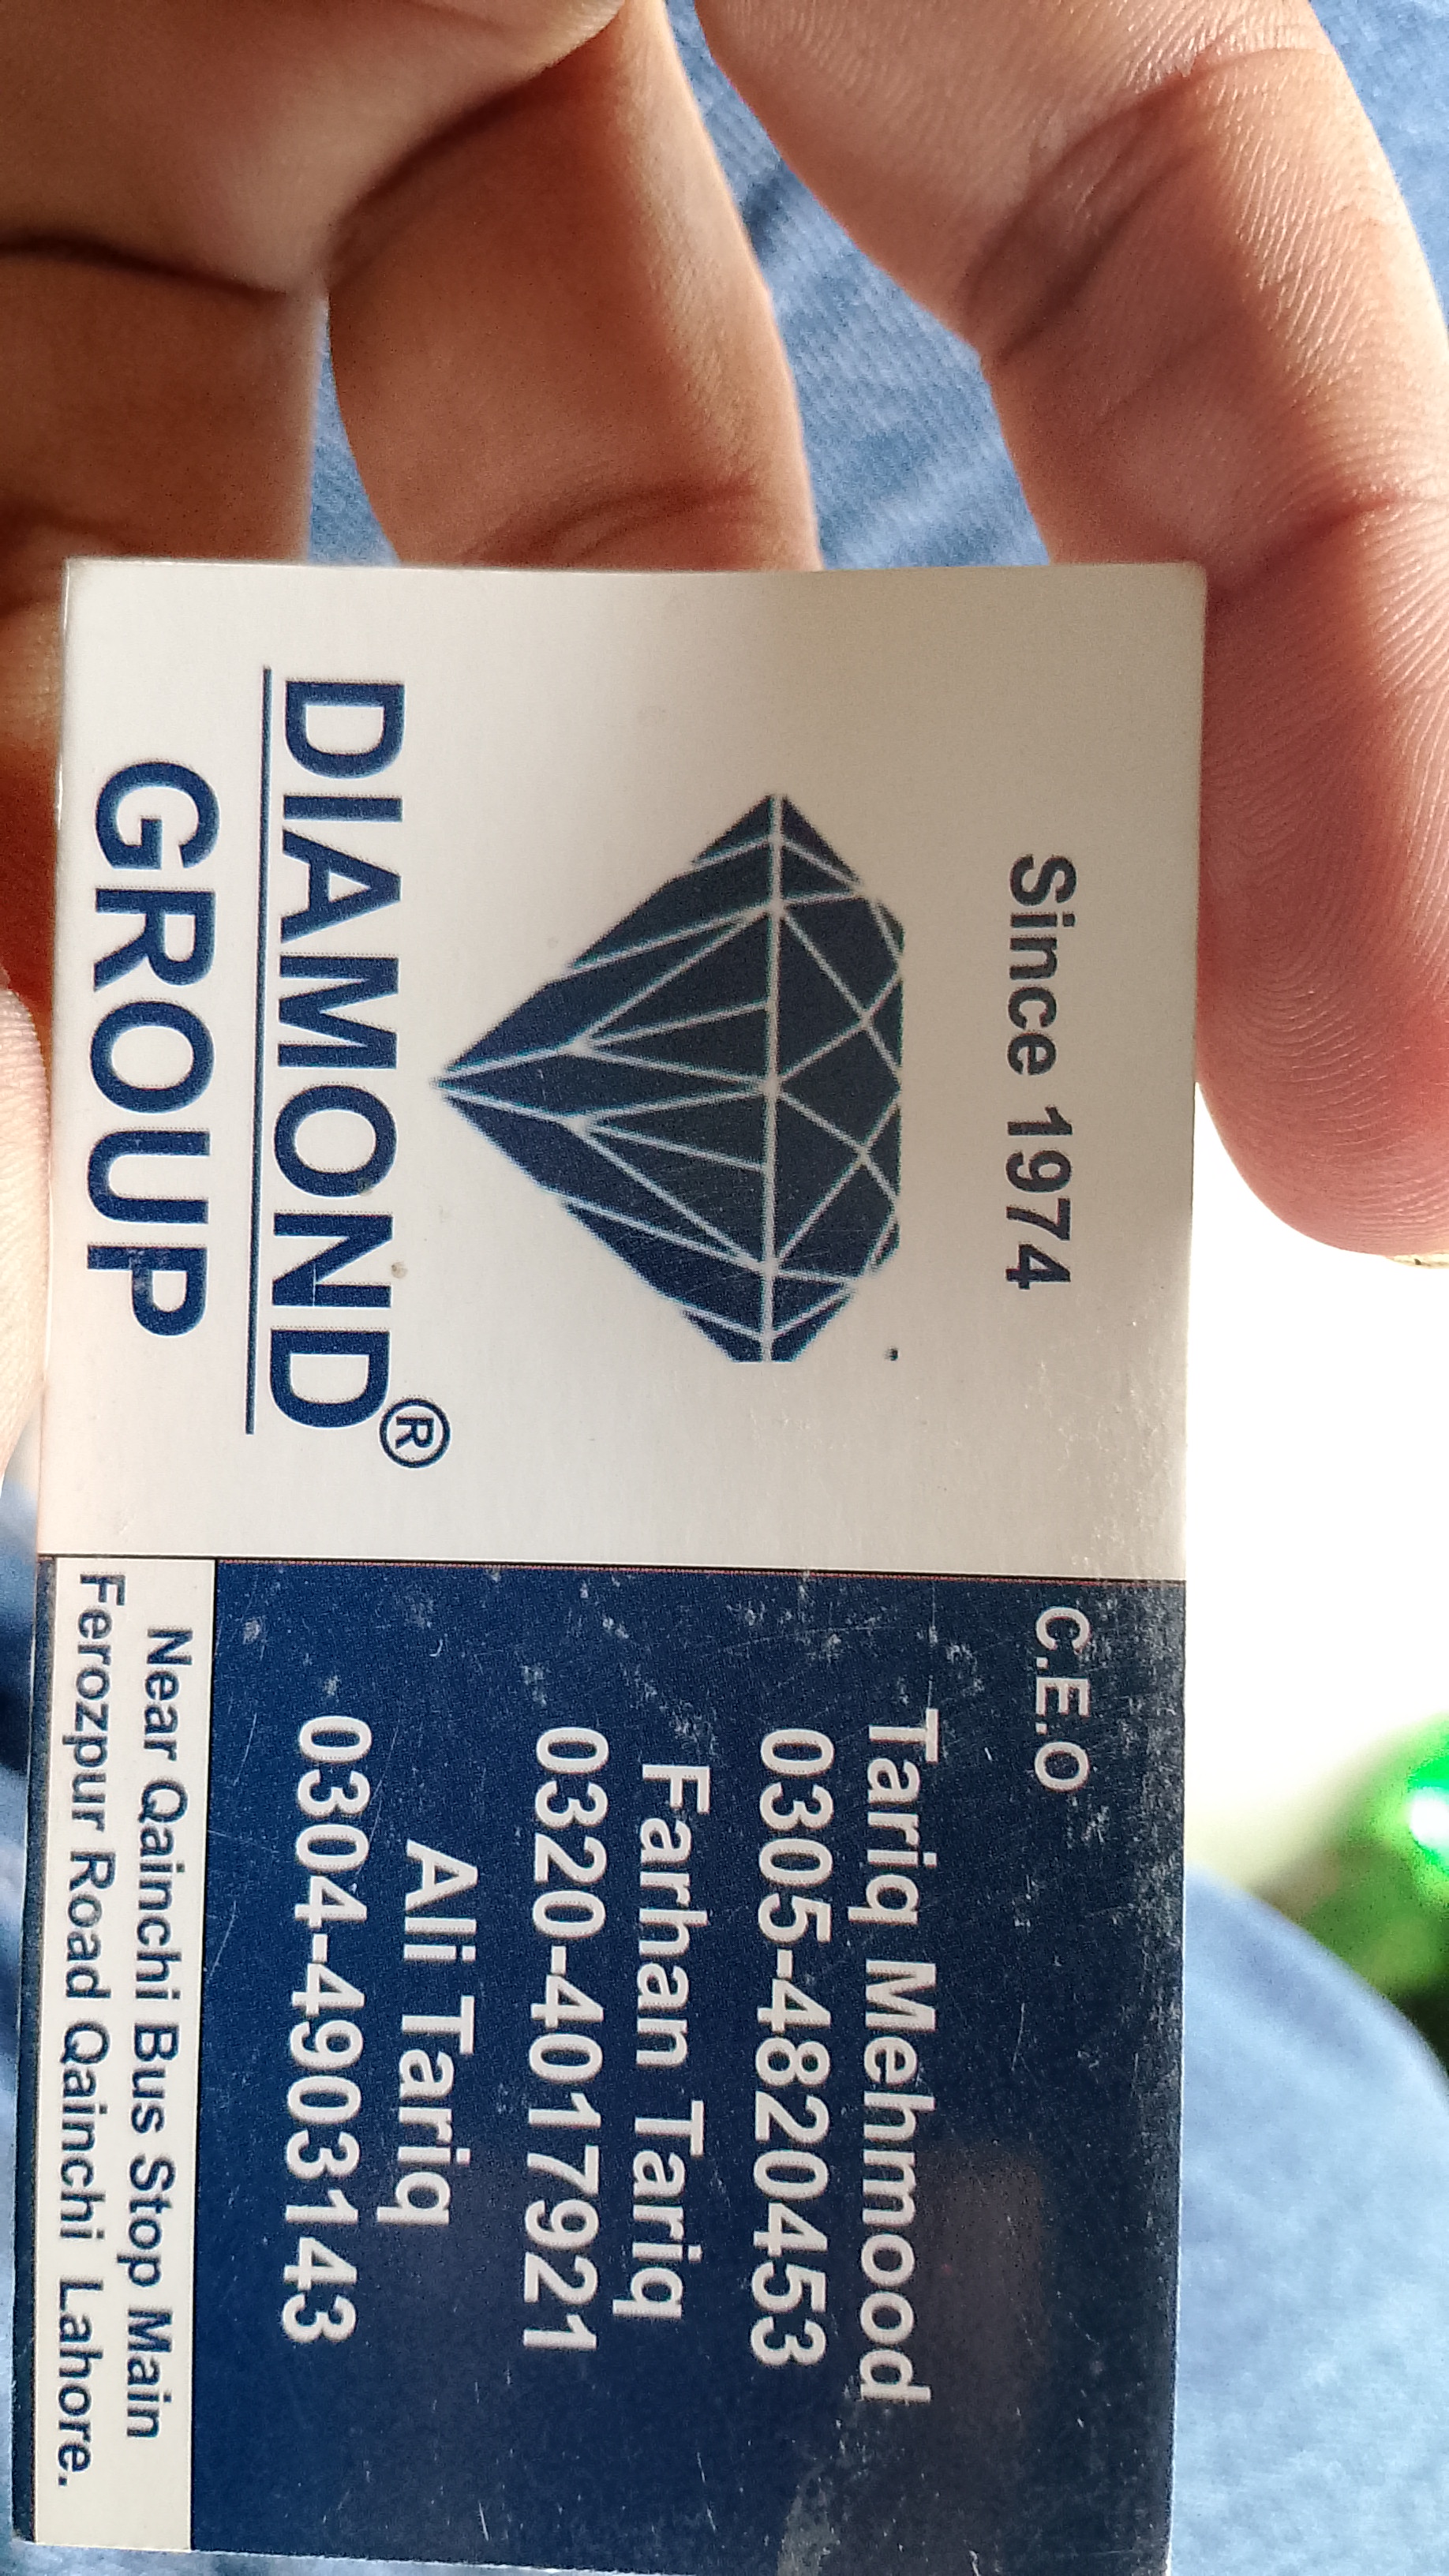 Since 1974
DIAMOND®
GROUP
C.E.O
Tariq Mehmood
0305-4820453
Farhan Tariq
0320-4017921
Ali Tariq
0304-4903143
Near Qainchi Bus Stop Main
Ferozpur Road Qainchi Lahore.